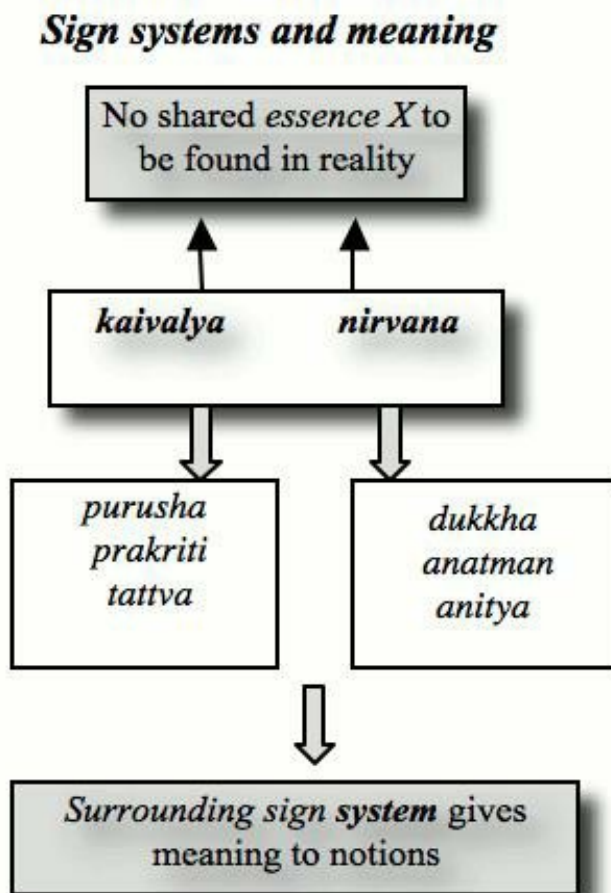 Sign systems and meaning
No shared essence X to
be found in reality
kaivalya nirvana
purusha
prakriti
tattva
dukkha
anatman
anitya
Surrounding sign system gives
meaning to notions